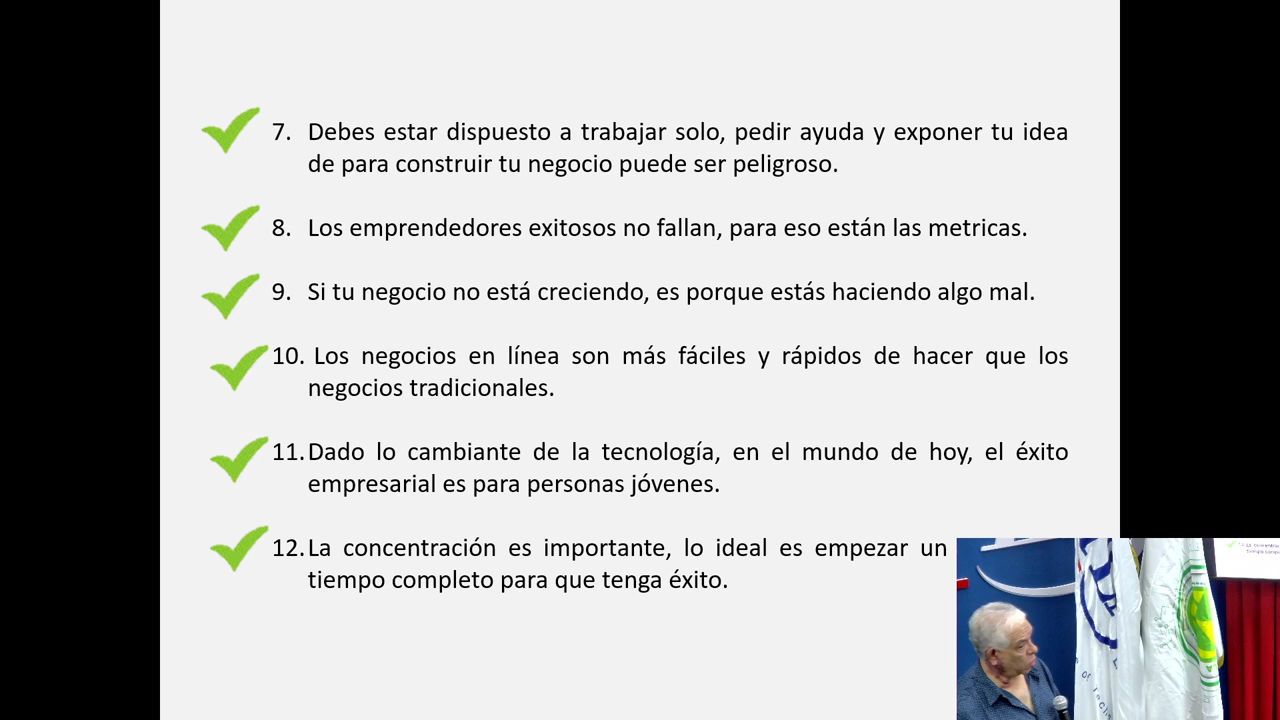 7. Debes estar dispuesto a trabajar solo, pedir ayuda y exponer tu idea
de para construir tu negocio puede ser peligroso.
8. Los emprendedores exitosos no fallan, para eso están las metricas.
9. Si tu negocio no está creciendo, es porque estás haciendo algo mal.
10. Los negocios en línea son más fáciles y rápidos de hacer que los
negocios tradicionales.
11. Dado lo cambiante de la tecnología, en el mundo de hoy, el éxito
empresarial es para personas jóvenes.
12. La concentración es importante, lo ideal es empezar un
tiempo completo para que tenga éxito.